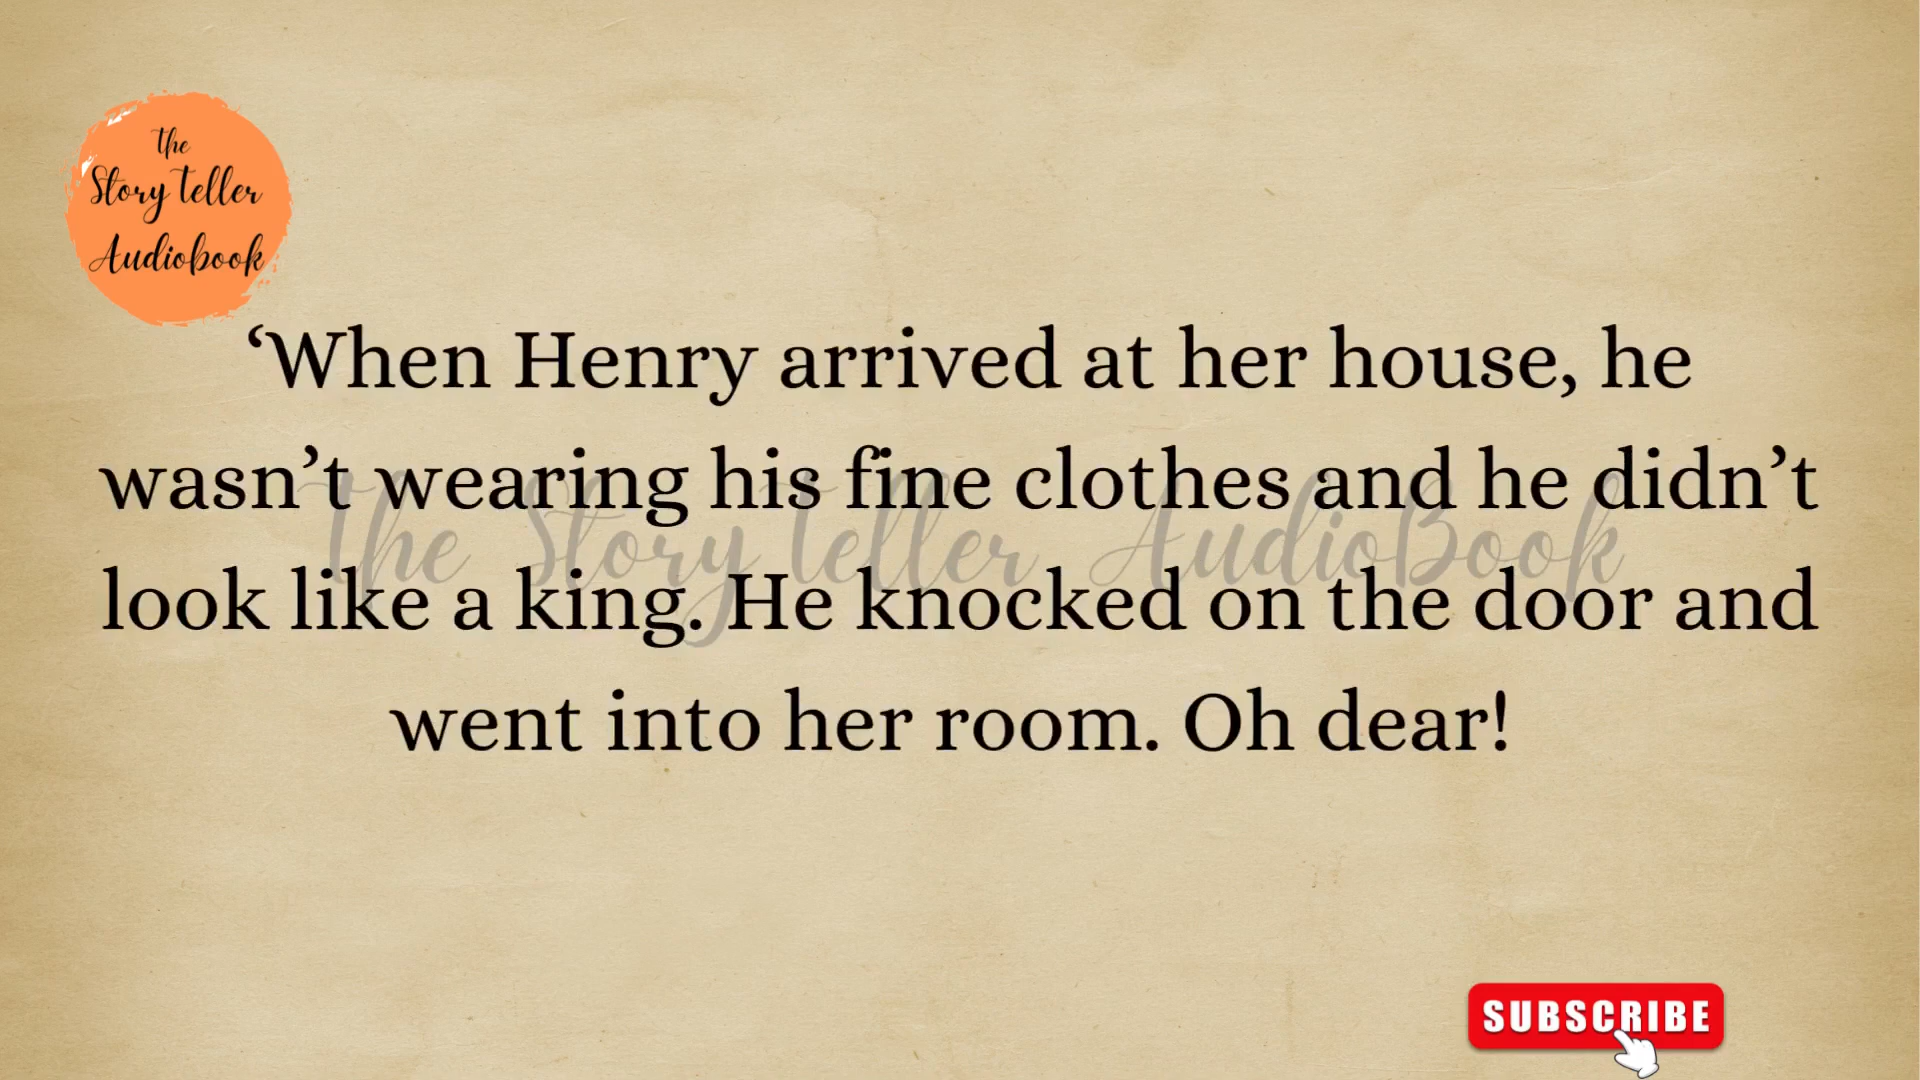 the
Story teller
Audiobook
‘When Henry arrived at her house, he
wasn’t wearing his fine clothes and he didn’t
The Story teller AudioBook
look like a king. He knocked on the door and
went into her room. Oh dear!
SUBSCRIBE